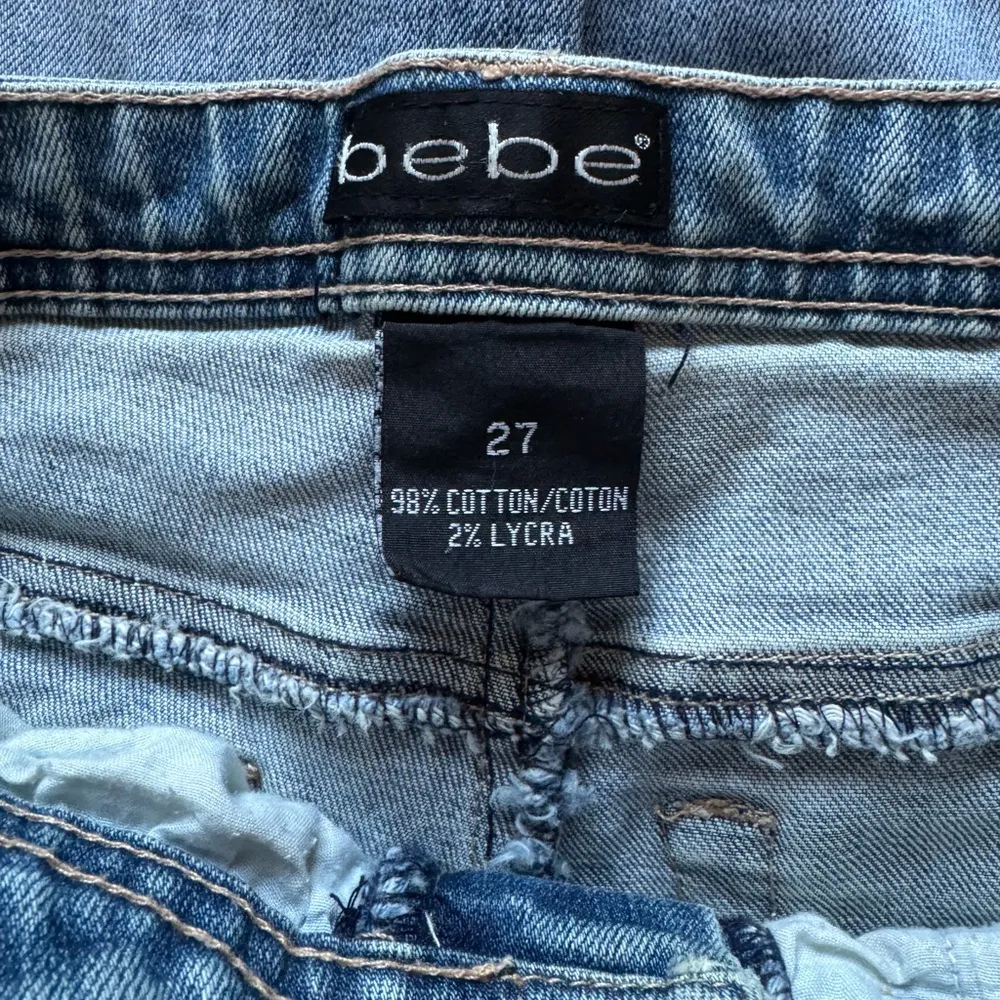 bebe®
27
98% COTTON/COTON
2% LYCRA